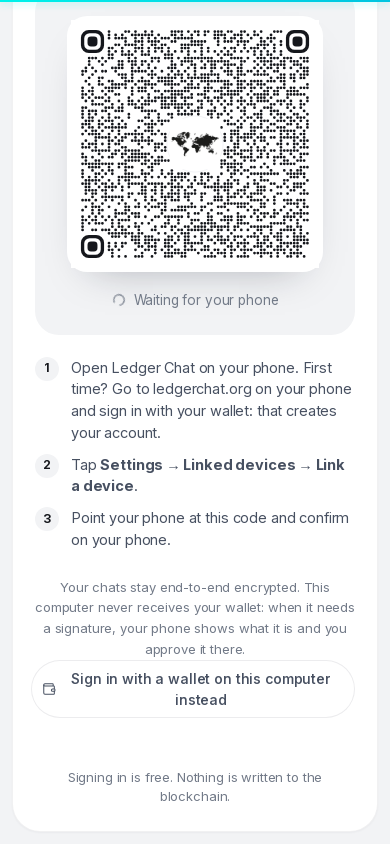 Waiting for your phone
1 Open Ledger Chat on your phone. First
time? Go to ledgerchat.org on your phone
and sign in with your wallet: that creates
your account.
2 Tap Settings → Linked devices → Link
a device.
3 Point your phone at this code and confirm
on your phone.
Your chats stay end-to-end encrypted. This
computer never receives your wallet: when it needs
a signature, your phone shows what it is and you
approve it there.
Sign in with a wallet on this computer
instead
Signing in is free. Nothing is written to the
blockchain.